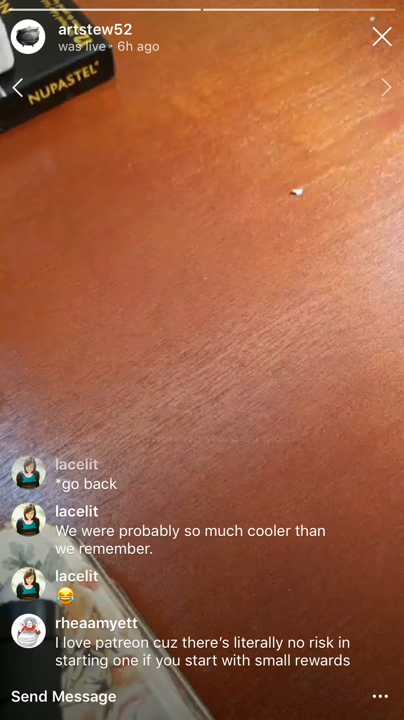 artstew52
was live · 6h ago
NUPASTEL
lacelit
*go back
lacelit
We were probably so much cooler than
we remember.
lacelit
😂
rheaamyett
I love patreon cuz there's literally no risk in
starting one if you start with small rewards
Send Message